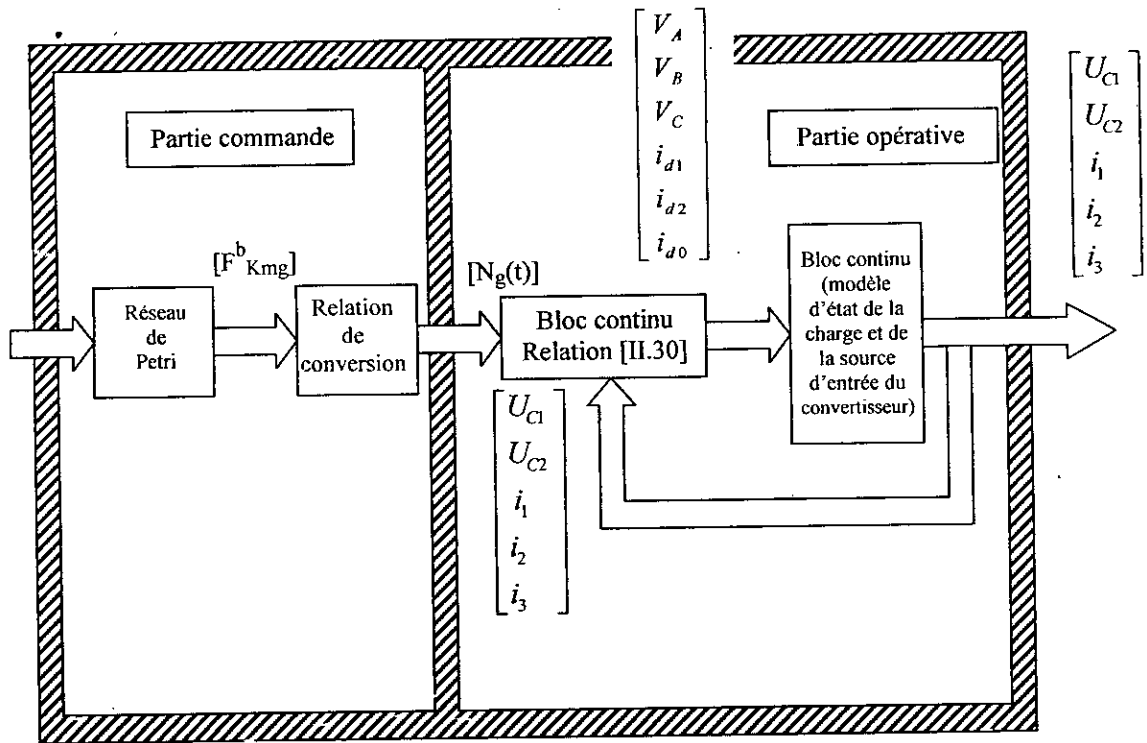 Partie commande
[F^b_Kmg]
Réseau
de
Petri
Relation
de
conversion
V_A
V_B
V_C
i_d1
i_d2
i_d0
Partie opérative
[N_g(t)]
Bloc continu
Relation [II.30]
Bloc continu
(modèle
d'état de la
charge et de
la source
d'entrée du
convertisseur)
U_C1
U_C2
i_1
i_2
i_3
U_C1
U_C2
i_1
i_2
i_3